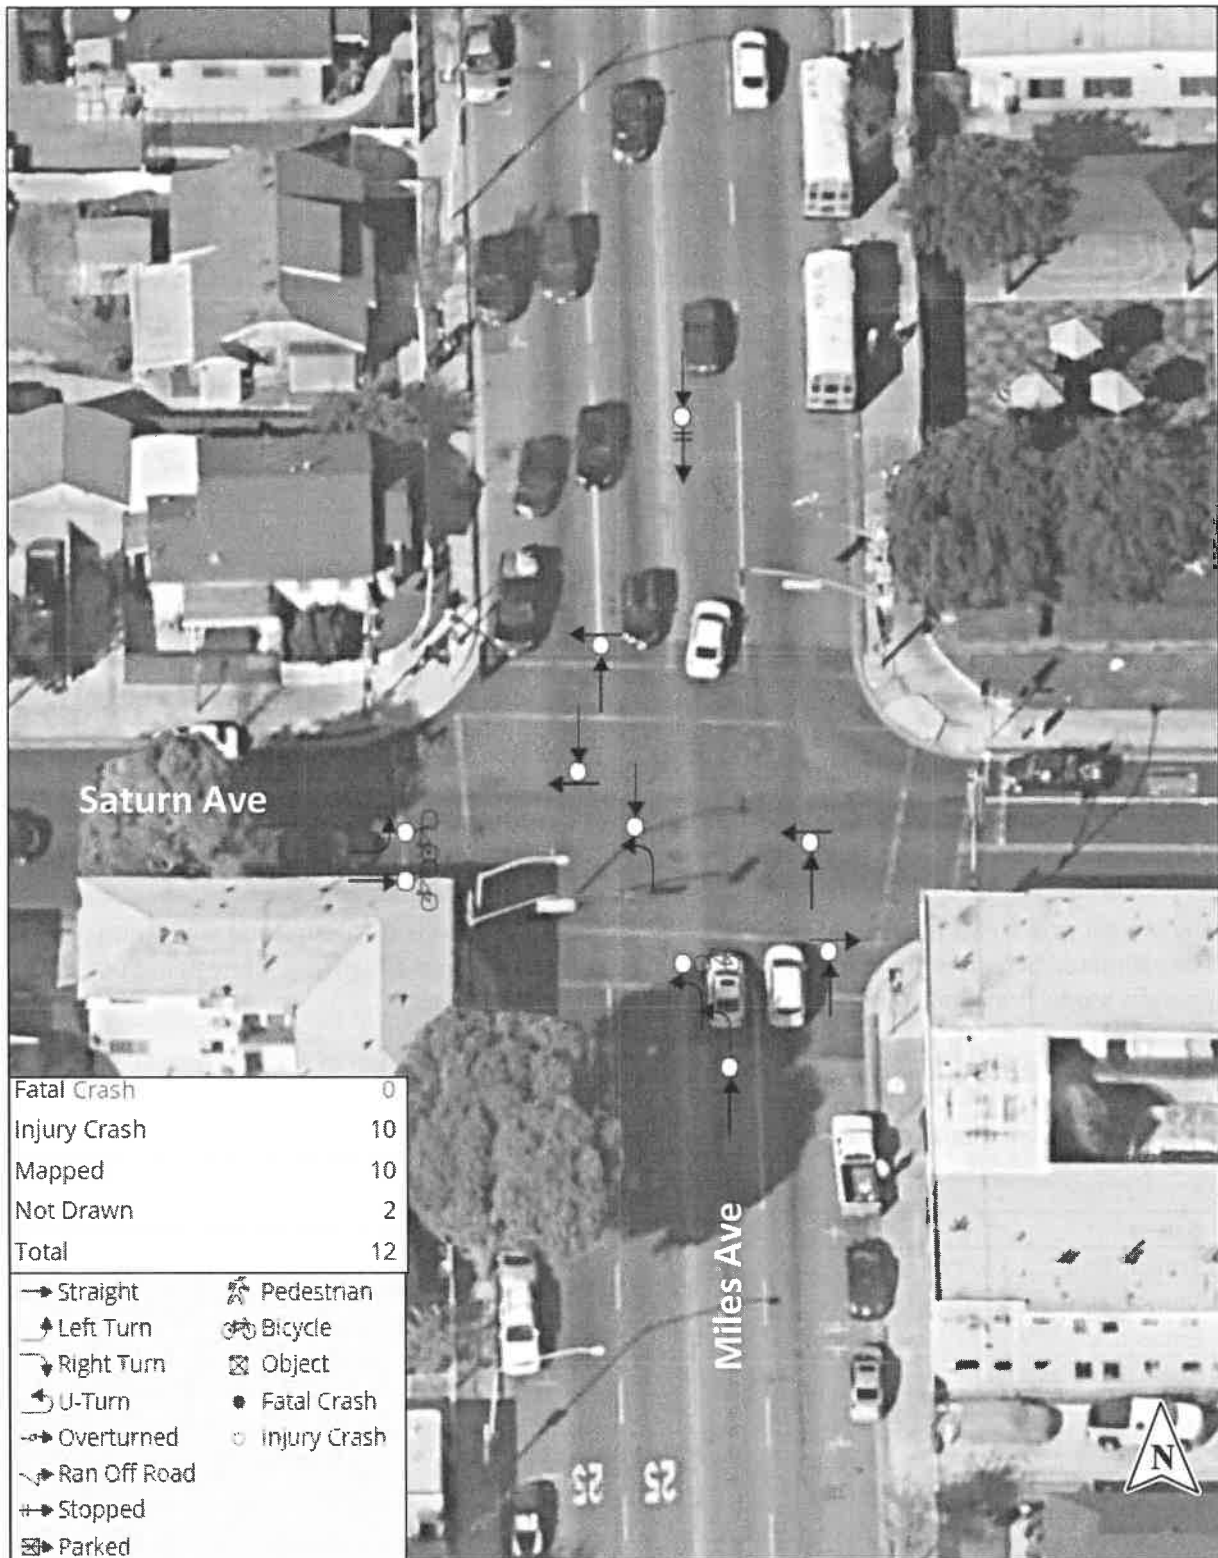 Saturn Ave
Miles Ave
Fatal Crash 0
Injury Crash 10
Mapped 10
Not Drawn 2
Total 12
Straight
Left Turn
Right Turn
U-Turn
Overturned
Ran Off Road
Stopped
Parked
Pedestrian
Bicycle
Object
Fatal Crash
Injury Crash
25 25
N